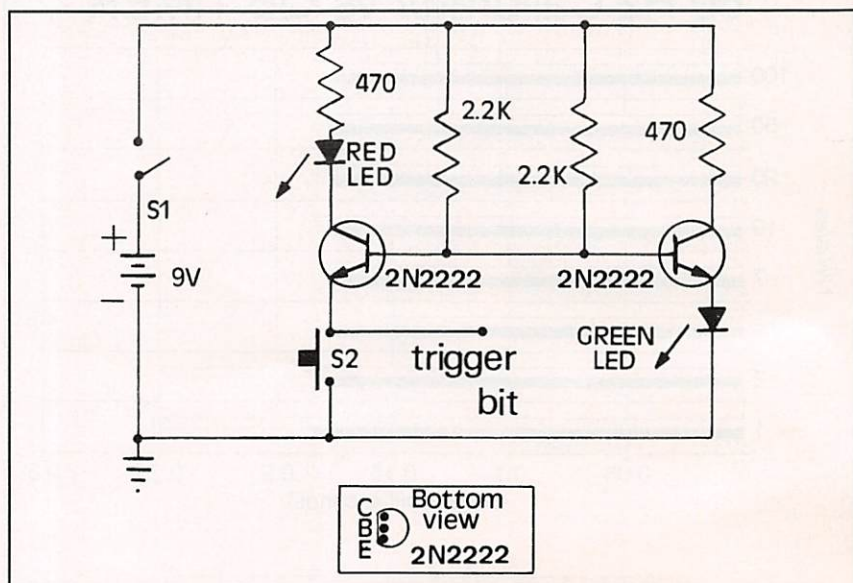 470
2.2K
470
RED
LED
2.2K
S1
+
9V
−
2N2222
2N2222
S2
trigger
bit
GREEN
LED
C
B
E
Bottom
view
2N2222